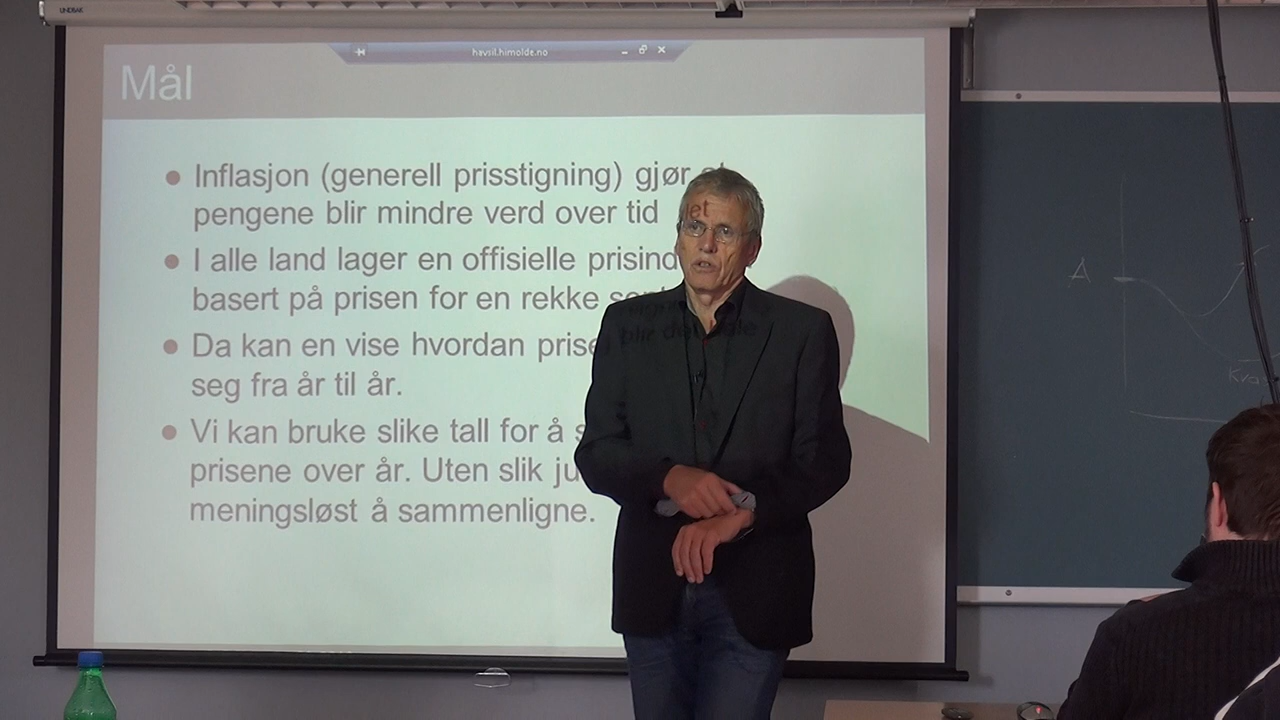 UNDBAK
havsil.himolde.no
Mål
Inflasjon (generell prisstigning) gjør at
pengene blir mindre verd over tid
I alle land lager en offisielle prisind
basert på prisen for en rekke
Da kan en vise hvordan prise
seg fra år til år.
Vi kan bruke slike tall for å s
prisene over år. Uten slik ju
meningsløst å sammenligne.
A